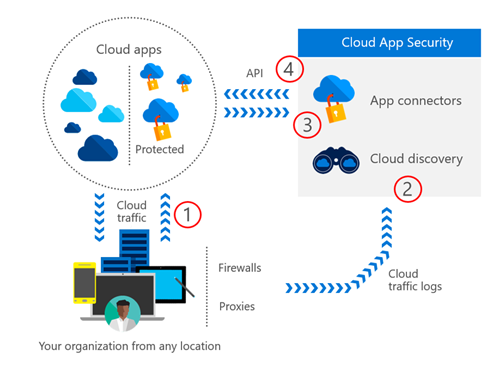 Cloud apps
Protected
Cloud App Security
API
4
3
App connectors
Cloud discovery
2
Cloud
traffic
1
Firewalls
Proxies
Cloud
traffic logs
Your organization from any location